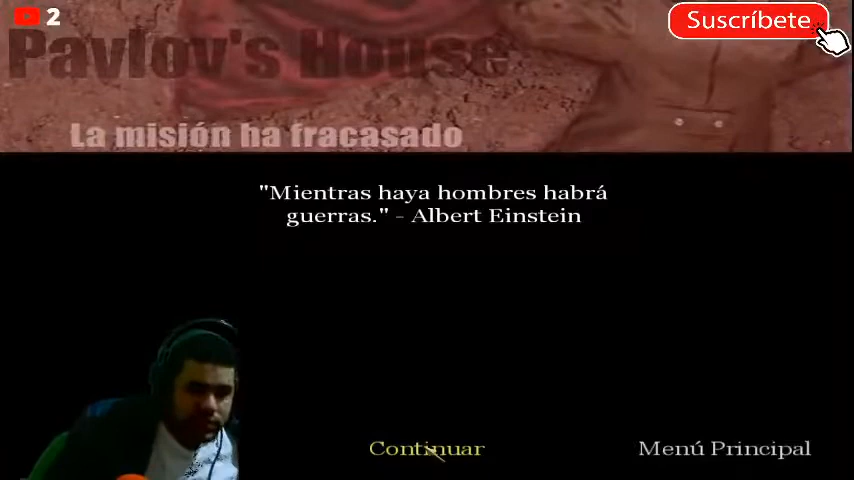 2
Suscríbete
Pavlov's House
La misión ha fracasado
"Mientras haya hombres habrá
guerras." - Albert Einstein
Continuar
Menú Principal